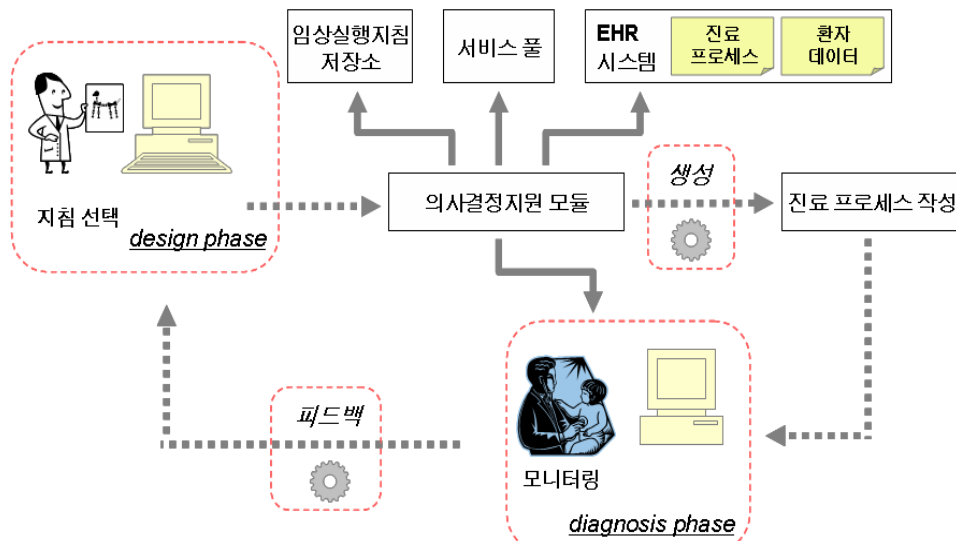 임상실행지침
저장소
서비스 풀
EHR
시스템
진료
프로세스
환자
데이터
지침 선택
design phase
의사결정지원 모듈
생성
진료 프로세스 작성
피드백
모니터링
diagnosis phase